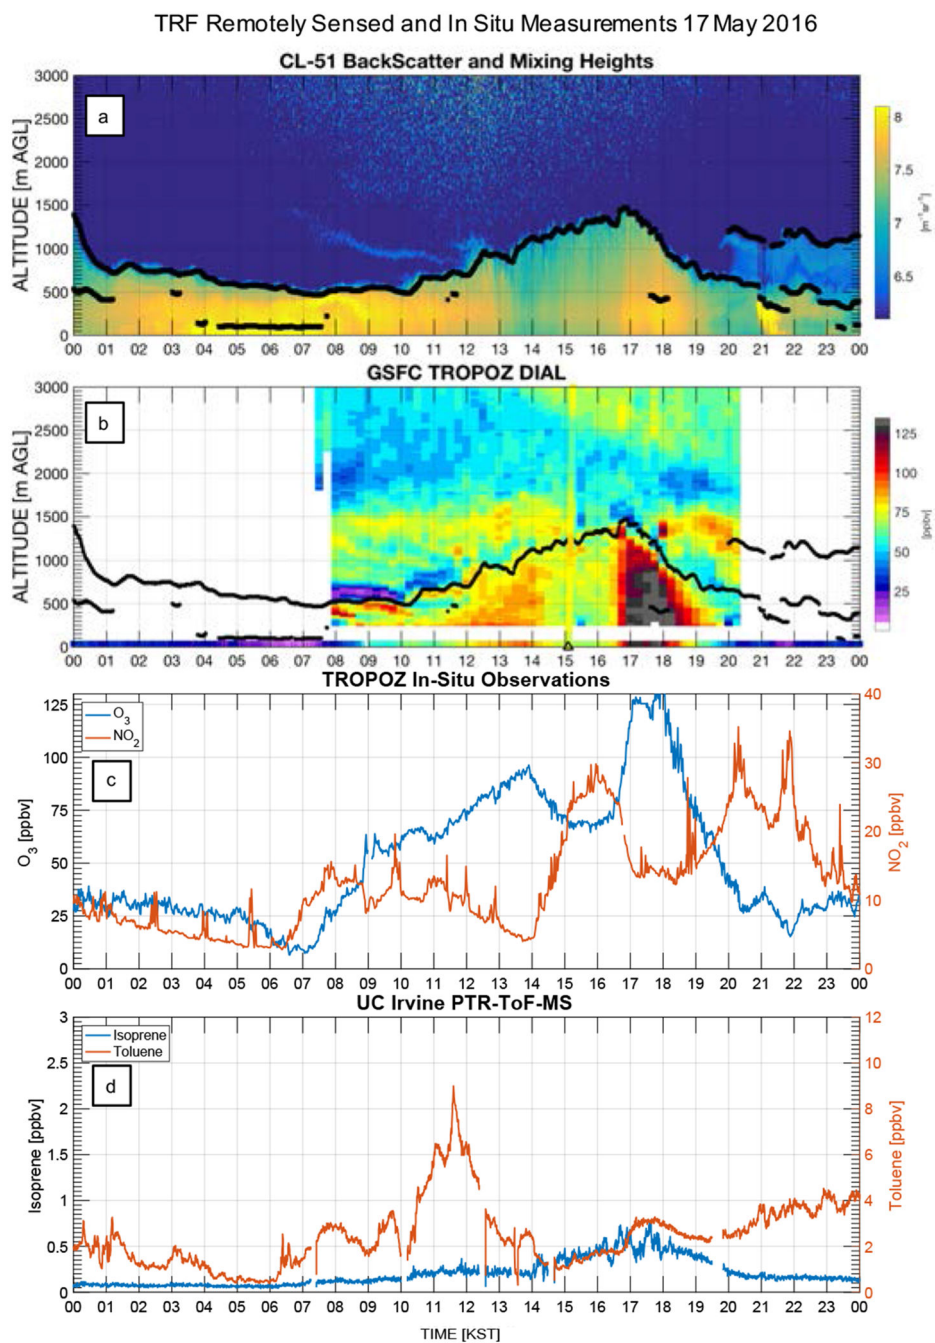 TRF Remotely Sensed and In Situ Measurements 17 May 2016
CL-51 BackScatter and Mixing Heights
a
ALTITUDE [m AGL]
3000
2500
2000
1500
1000
500
0
00 01 02 03 04 05 06 07 08 09 10 11 12 13 14 15 16 17 18 19 20 21 22 23 00
8
7.5
7
6.5
[m⁻¹ sr⁻¹]
GSFC TROPOZ DIAL
b
ALTITUDE [m AGL]
3000
2500
2000
1500
1000
500
0
00 01 02 03 04 05 06 07 08 09 10 11 12 13 14 15 16 17 18 19 20 21 22 23 00
125
100
75
50
25
[ppbv]
TROPOZ In-Situ Observations
O₃
NO₂
c
O₃ [ppbv]
125
100
75
50
25
0
NO₂ [ppbv]
40
30
20
10
0
00 01 02 03 04 05 06 07 08 09 10 11 12 13 14 15 16 17 18 19 20 21 22 23 00
UC Irvine PTR-ToF-MS
Isoprene
Toluene
d
Isoprene [ppbv]
3
2.5
2
1.5
1
0.5
0
Toluene [ppbv]
12
10
8
6
4
2
0
00 01 02 03 04 05 06 07 08 09 10 11 12 13 14 15 16 17 18 19 20 21 22 23 00
TIME [KST]